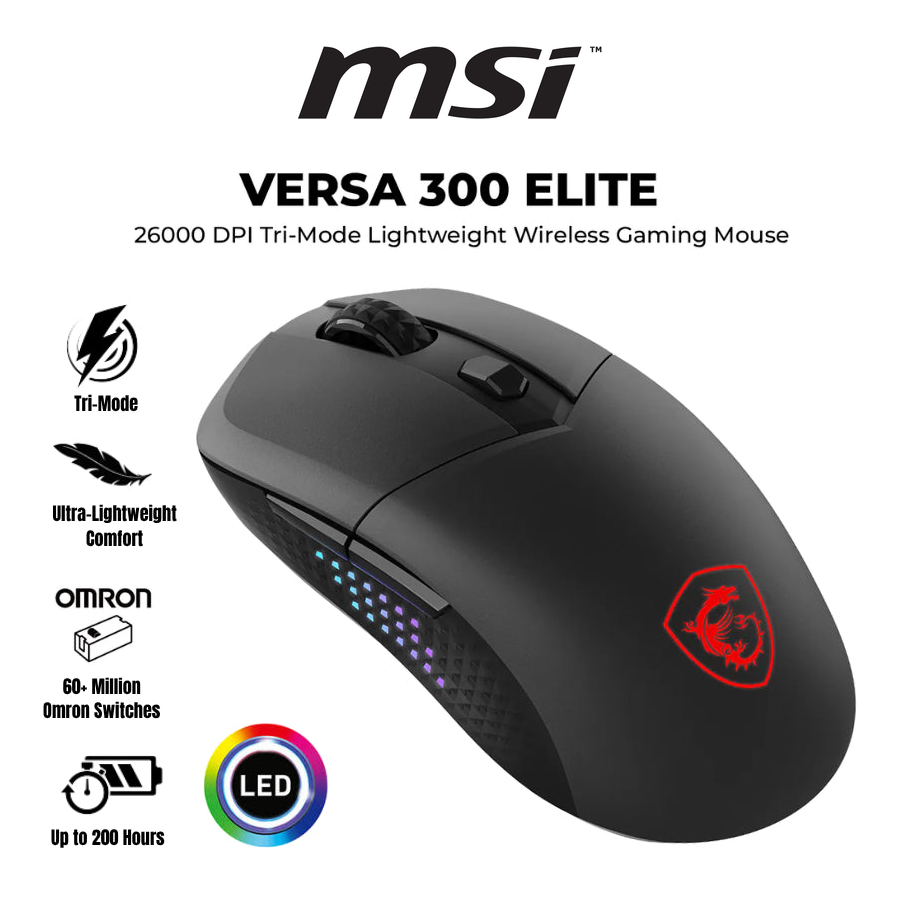 msi™
VERSA 300 ELITE
26000 DPI Tri-Mode Lightweight Wireless Gaming Mouse
Tri-Mode
Ultra-Lightweight
Comfort
OMRON
60+ Million
Omron Switches
Up to 200 Hours
LED